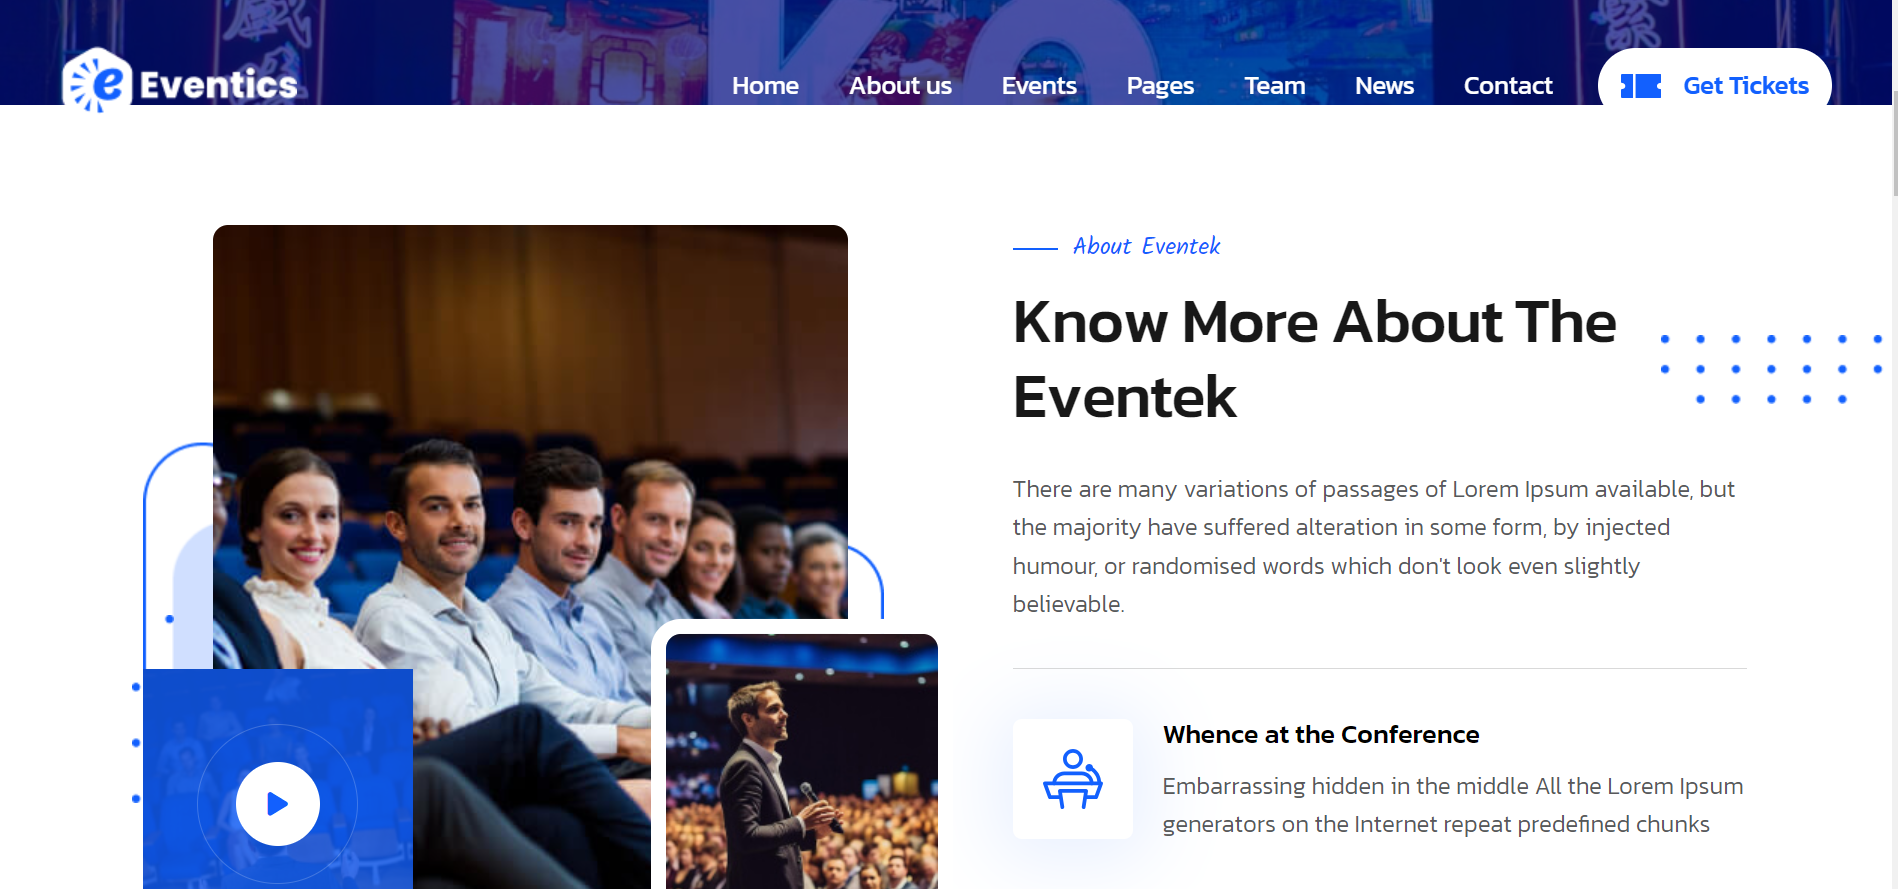 Eventics
Home About us Events Pages Team News Contact Get Tickets
About Eventek
Know More About The
Eventek
There are many variations of passages of Lorem Ipsum available, but
the majority have suffered alteration in some form, by injected
humour, or randomised words which don't look even slightly
believable.
Whence at the Conference
Embarrassing hidden in the middle All the Lorem Ipsum
generators on the Internet repeat predefined chunks